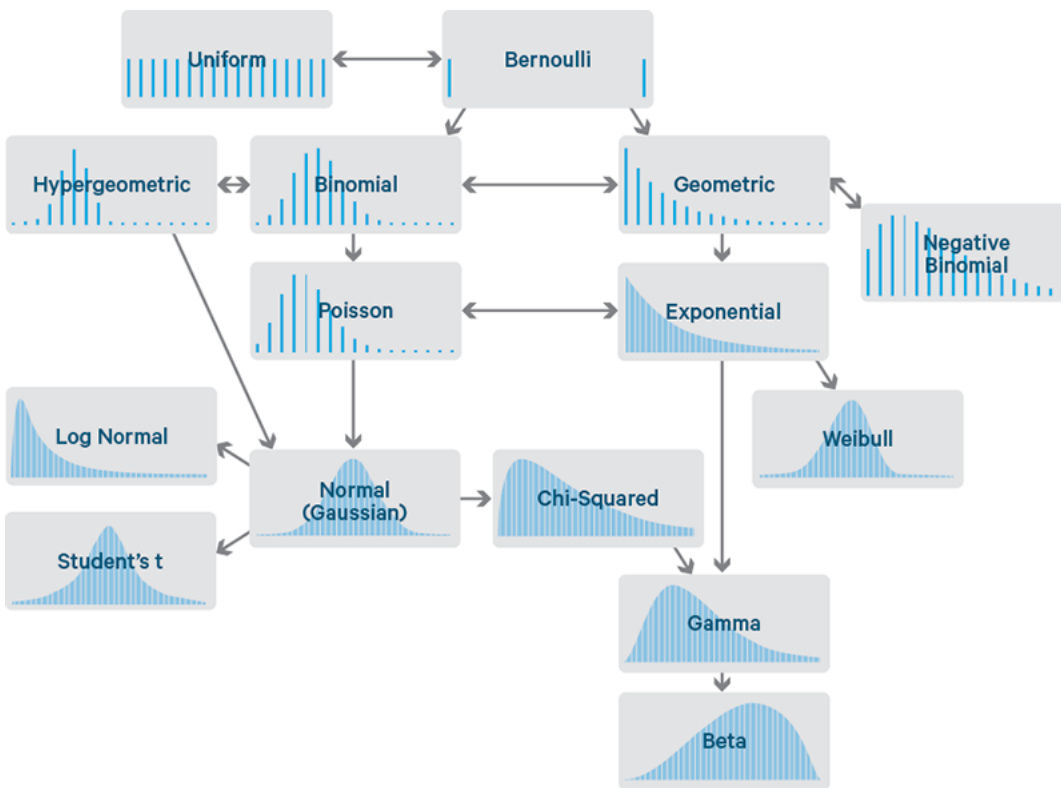 Uniform
Bernoulli
Hypergeometric
Binomial
Geometric
Negative
Binomial
Poisson
Exponential
Log Normal
Weibull
Normal
(Gaussian)
Chi-Squared
Student’s t
Gamma
Beta